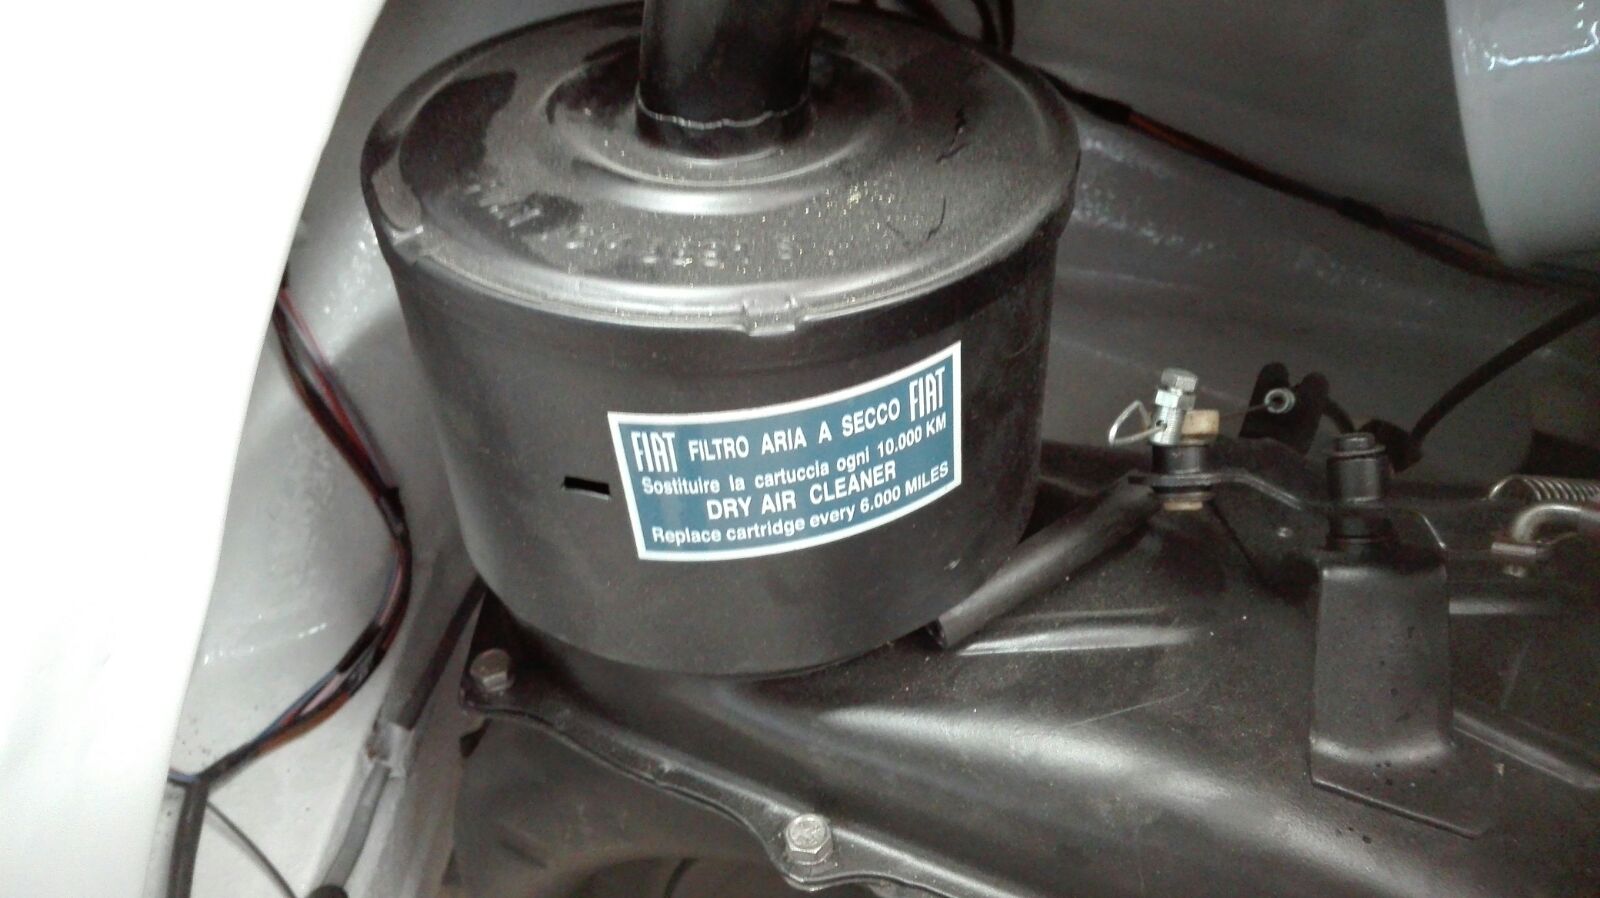 FIAT FILTRO ARIA A SECCO FIAT
Sostituire la cartuccia ogni 10.000 KM
DRY AIR CLEANER
Replace cartridge every 6.000 MILES